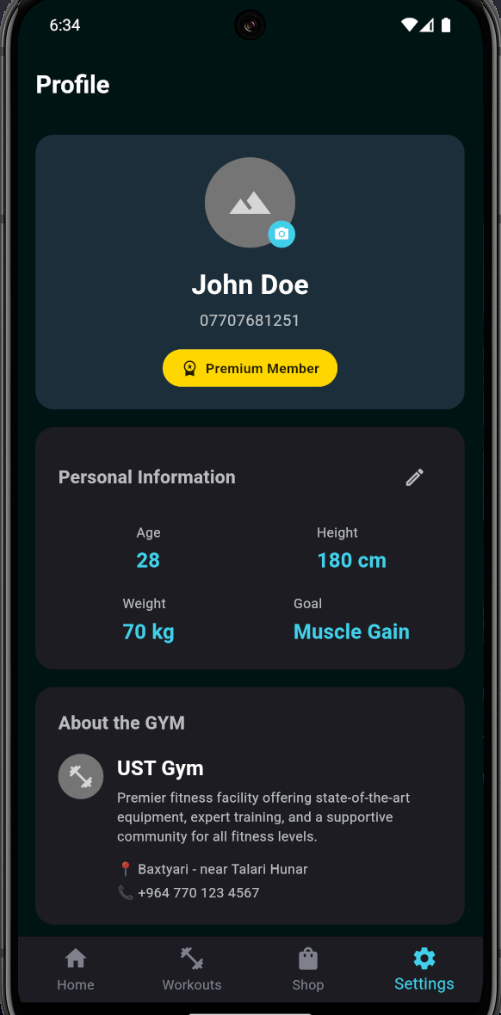 6:34
Profile
John Doe
07707681251
Premium Member
Personal Information
Age
Height
28
180 cm
Weight
Goal
70 kg
Muscle Gain
About the GYM
UST Gym
Premier fitness facility offering state-of-the-art
equipment, expert training, and a supportive
community for all fitness levels.
📍 Baxtyari - near Talari Hunar
📞 +964 770 123 4567
Home
Workouts
Shop
Settings